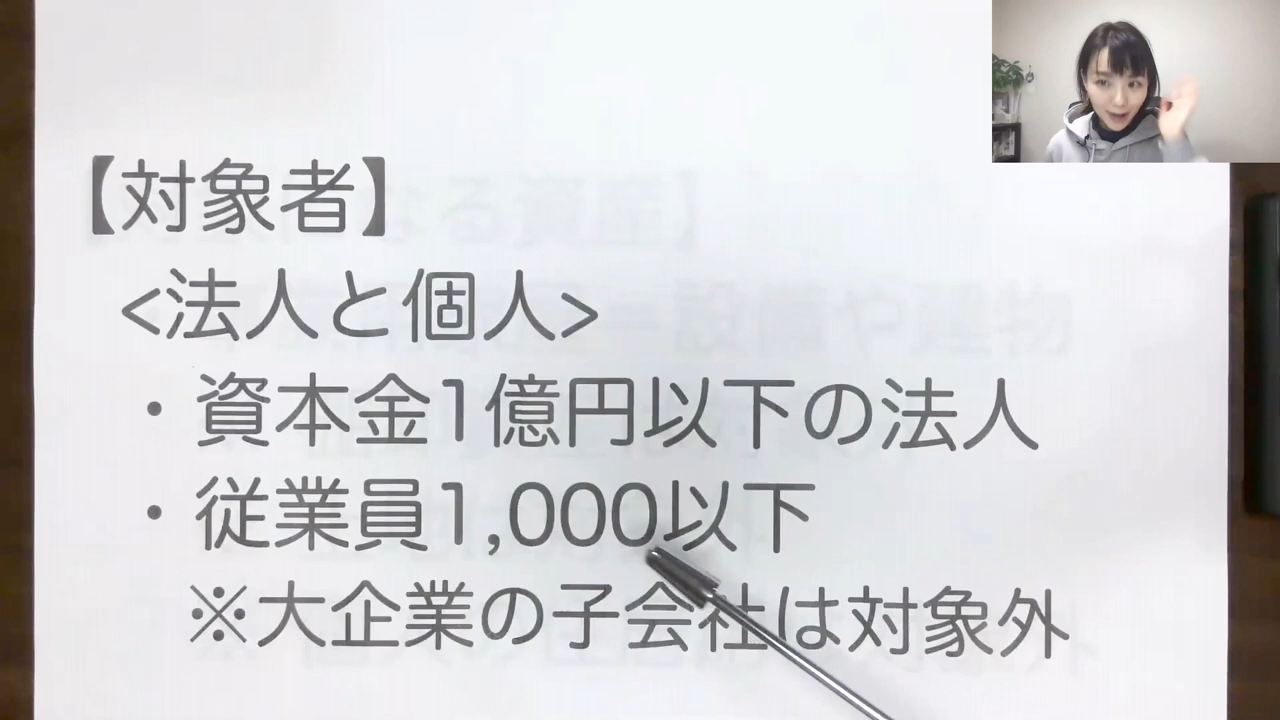 【対象者】
<法人と個人>
・資本金1億円以下の法人
・従業員1,000以下
※大企業の子会社は対象外